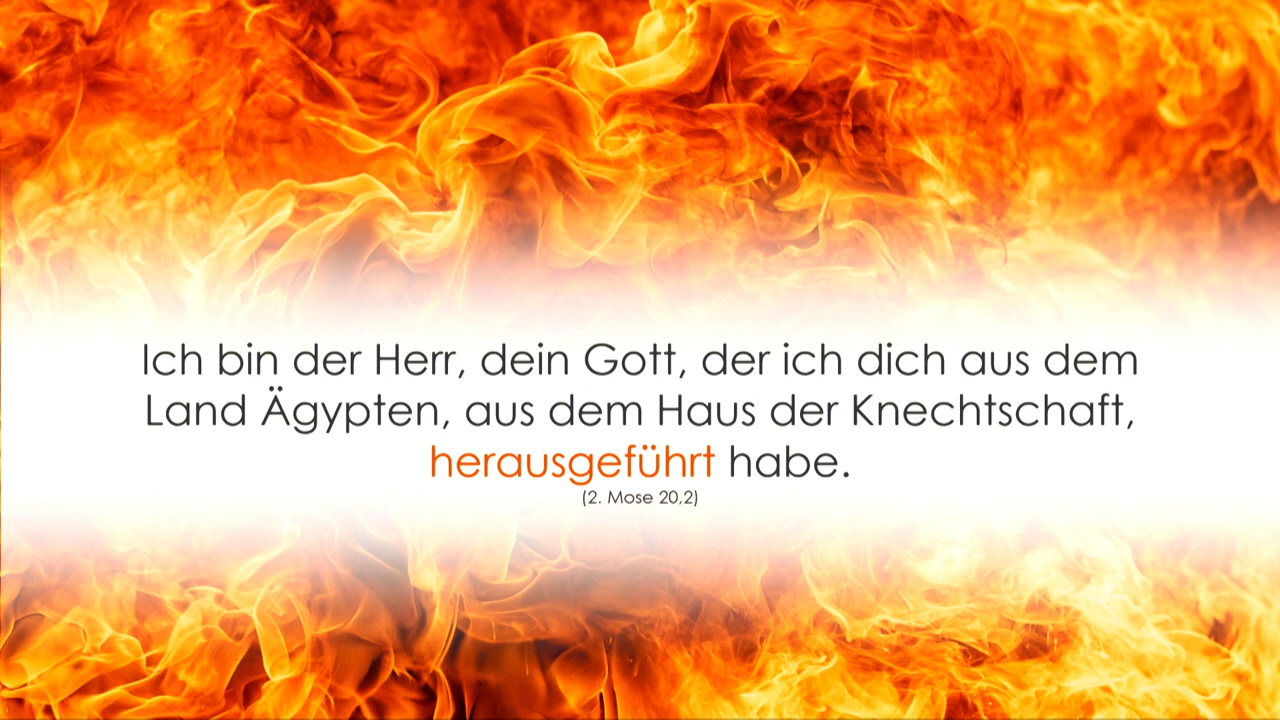 Ich bin der Herr, dein Gott, der ich dich aus dem
Land Ägypten, aus dem Haus der Knechtschaft,
herausgeführt habe.
(2. Mose 20,2)